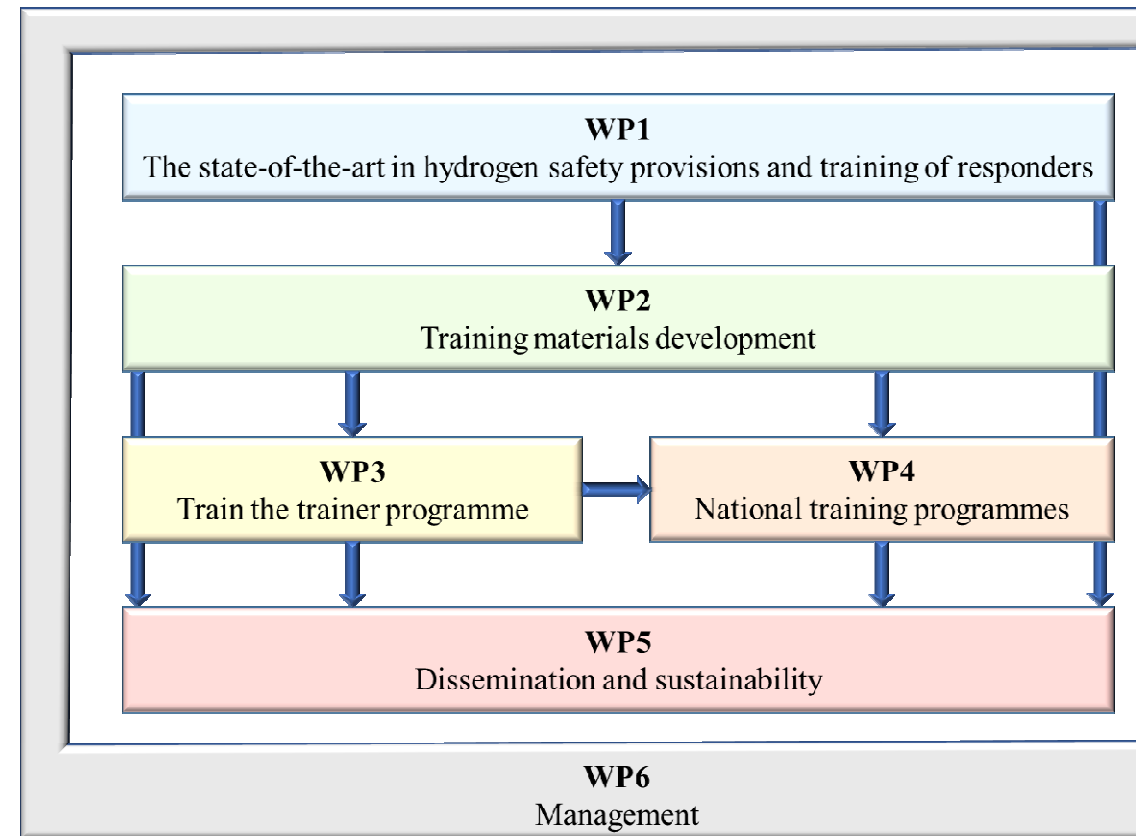 WP1
The state-of-the-art in hydrogen safety provisions and training of responders
WP2
Training materials development
WP3
Train the trainer programme
WP4
National training programmes
WP5
Dissemination and sustainability
WP6
Management